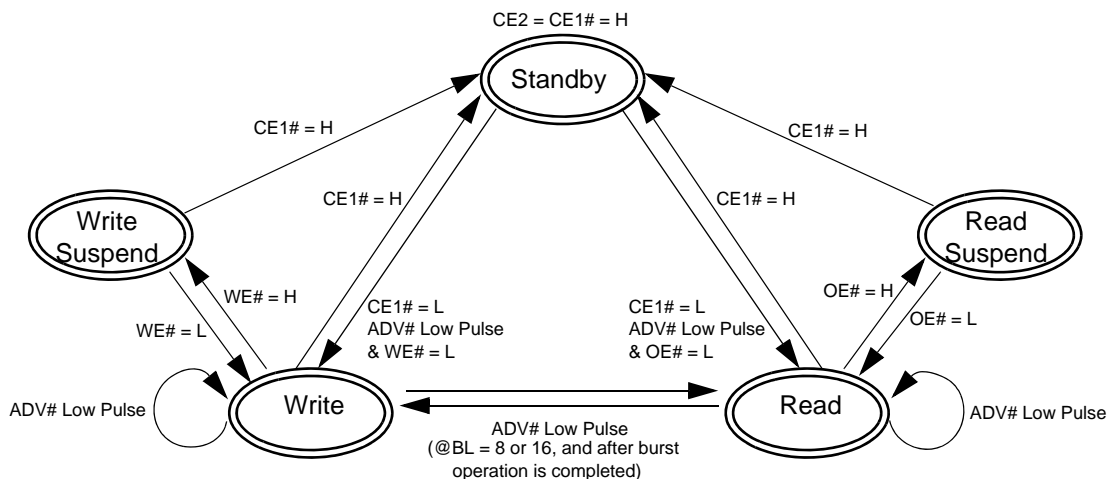 CE2 = CE1# = H
Standby
CE1# = H
CE1# = H
CE1# = H
CE1# = H
Write
Suspend
Read
Suspend
WE# = H
OE# = H
WE# = L
CE1# = L
ADV# Low Pulse
& WE# = L
CE1# = L
ADV# Low Pulse
& OE# = L
OE# = L
ADV# Low Pulse
Write
Read
ADV# Low Pulse
ADV# Low Pulse
(@BL = 8 or 16, and after burst
operation is completed)